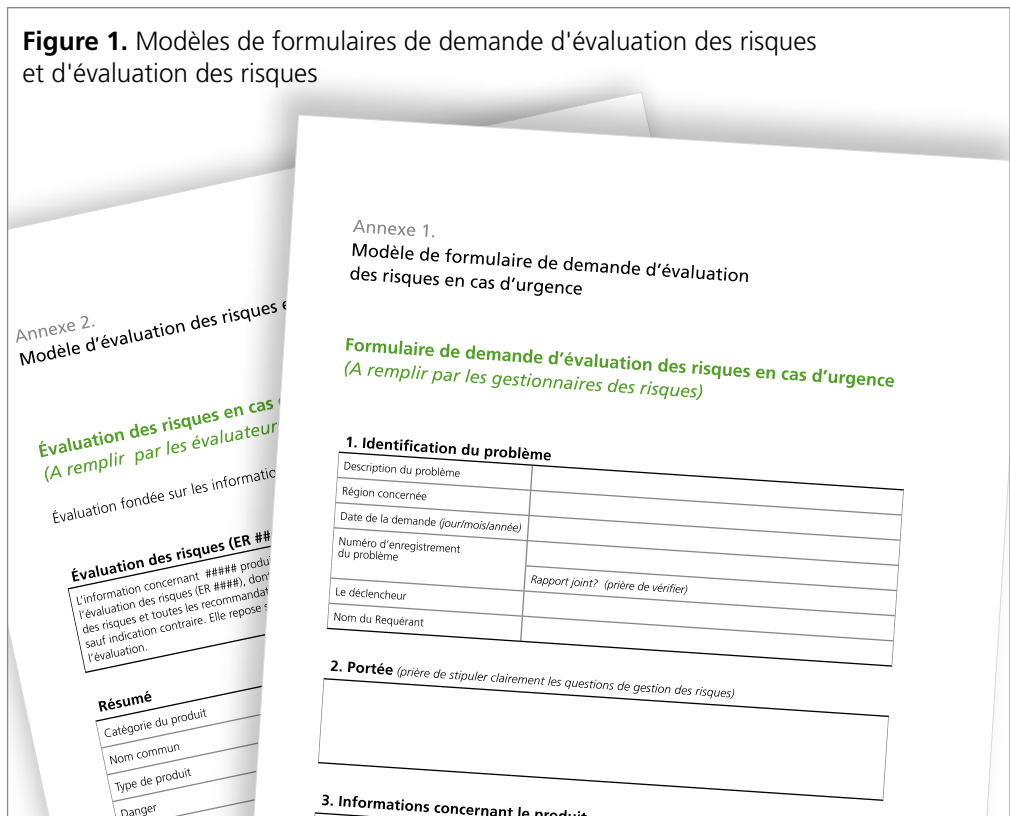 Figure 1. Modèles de formulaires de demande d'évaluation des risques
et d'évaluation des risques
Annexe 1.
Modèle de formulaire de demande d'évaluation
des risques en cas d'urgence
Formulaire de demande d'évaluation des risques en cas d'urgence
(A remplir par les gestionnaires des risques)
1. Identification du problème
Description du problème
Région concernée
Date de la demande (jour/mois/année)
Numéro d'enregistrement
du problème
Rapport joint? (prière de vérifier)
Le déclencheur
Nom du Requérant
2. Portée (prière de stipuler clairement les questions de gestion des risques)
3. Informations concernant le produit
Annexe 2.
Modèle d'évaluation des risques e
Évaluation des risques en cas
(A remplir par les évaluateur
Évaluation fondée sur les informatio
Évaluation des risques (ER ##
L'information concernant ##### produi
l'évaluation des risques (ER ####), don
des risques et toutes les recommandat
sauf indication contraire. Elle repose s
l'évaluation.
Résumé
Catégorie du produit
Nom commun
Type de produit
Danger